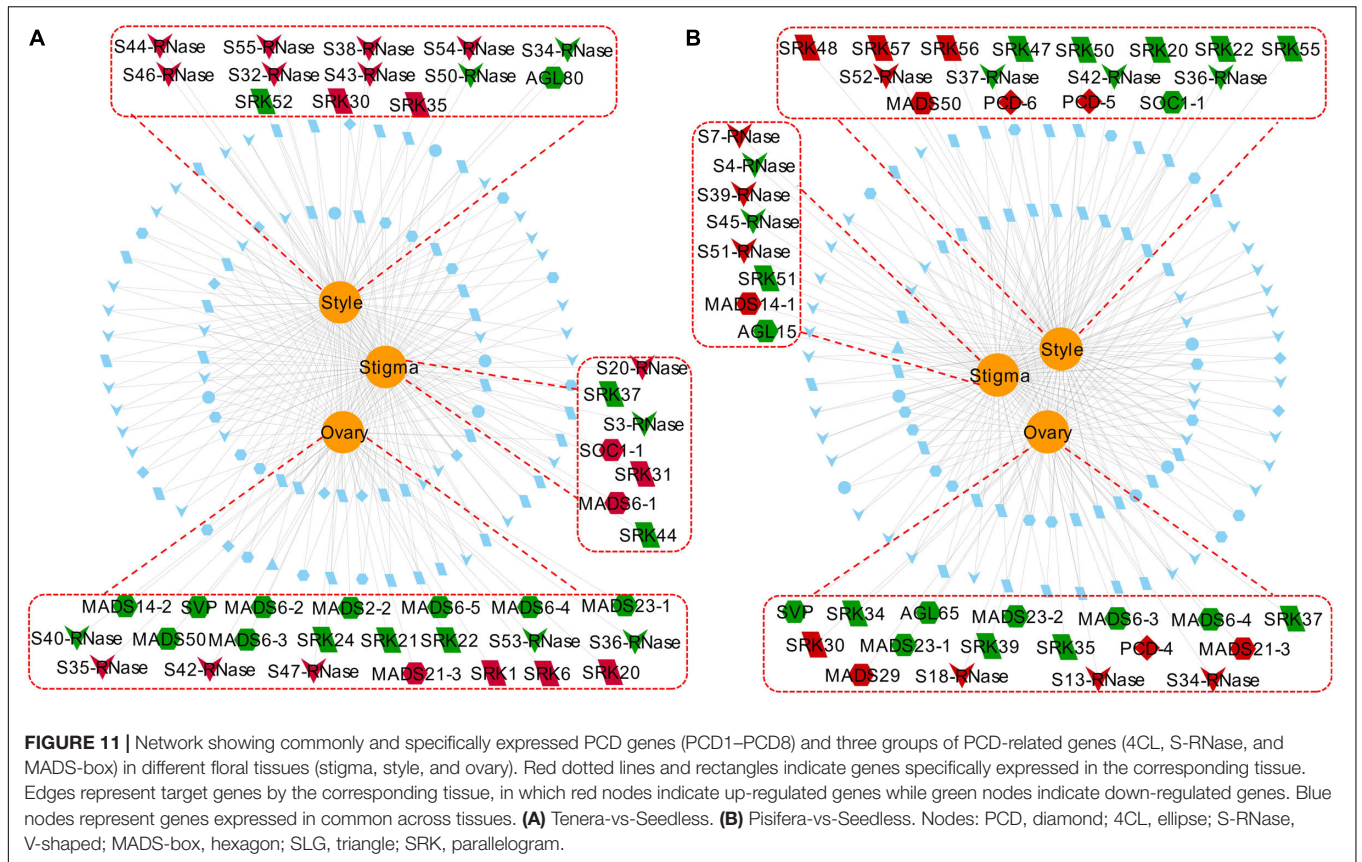 A
S44-RNase S55-RNase S38-RNase S54-RNase S34-RNase
S46-RNase S32-RNase S43-RNase S50-RNase AGL80
SRK52 SRK30 SRK35
Style
Stigma
Ovary
S20-RNase
SRK37
S3-RNase
SOC1-1
SRK31
MADS6-1
SRK44
MADS14-2 SVP MADS6-2 MADS2-2 MADS6-5 MADS6-4 MADS23-1
S40-RNase MADS50 MADS6-3 SRK24 SRK21 SRK22 S53-RNase S36-RNase
S35-RNase S42-RNase S47-RNase MADS21-3 SRK1 SRK6 SRK20
B
SRK48 SRK57 SRK56 SRK47 SRK50 SRK20 SRK22 SRK55
S52-RNase S37-RNase S42-RNase S36-RNase
MADS50 PCD-6 PCD-5 SOC1-1
S7-RNase
S4-RNase
S39-RNase
S45-RNase
S51-RNase
SRK51
MADS14-1
AGL15
Style
Stigma
Ovary
SVP SRK34 AGL65 MADS23-2 MADS6-3 MADS6-4 SRK37
SRK30 MADS23-1 SRK39 SRK35 PCD-4 MADS21-3
MADS29 S18-RNase S13-RNase S34-RNase
FIGURE 11 | Network showing commonly and specifically expressed PCD genes (PCD1–PCD8) and three groups of PCD-related genes (4CL, S-RNase, and
MADS-box) in different floral tissues (stigma, style, and ovary). Red dotted lines and rectangles indicate genes specifically expressed in the corresponding tissue.
Edges represent target genes by the corresponding tissue, in which red nodes indicate up-regulated genes while green nodes indicate down-regulated genes. Blue
nodes represent genes expressed in common across tissues. (A) Tenera-vs-Seedless. (B) Pisifera-vs-Seedless. Nodes: PCD, diamond; 4CL, ellipse; S-RNase,
V-shaped; MADS-box, hexagon; SLG, triangle; SRK, parallelogram.